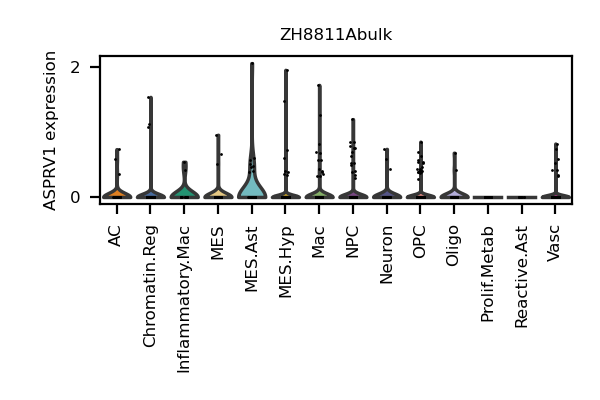 ZH8811Abulk
ASPRV1 expression
2
0
AC
Chromatin.Reg
Inflammatory.Mac
MES
MES.Ast
MES.Hyp
Mac
NPC
Neuron
OPC
Oligo
Prolif.Metab
Reactive.Ast
Vasc